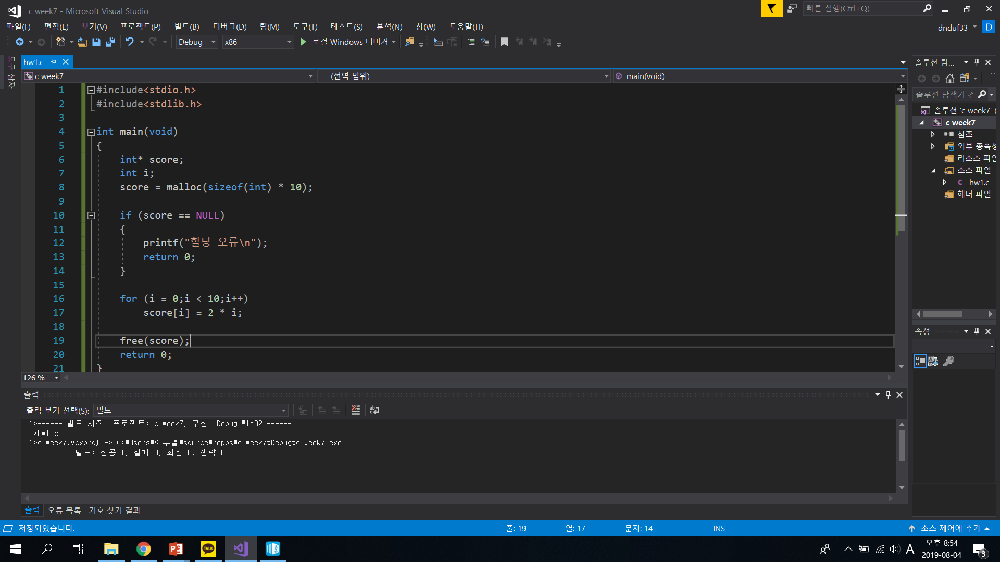 c week7 - Microsoft Visual Studio
빠른 실행(Ctrl+Q)
파일(F) 편집(E) 보기(V) 프로젝트(P) 빌드(B) 디버그(D) 팀(M) 도구(T) 테스트(S) 분석(N) 창(W) 도움말(H)
dnduf33 D
Debug x86 로컬 Windows 디버거
도구 상자
hw1.c
c week7 (전역 범위) main(void)
1 #include<stdio.h>
2 #include<stdlib.h>
3
4 int main(void)
5 {
6 int* score;
7 int i;
8 score = malloc(sizeof(int) * 10);
9
10 if (score == NULL)
11 {
12 printf("할당 오류\n");
13 return 0;
14 }
15
16 for (i = 0;i < 10;i++)
17 score[i] = 2 * i;
18
19 free(score);
20 return 0;
21 }
126 %
출력
출력 보기 선택(S): 빌드
1>------ 빌드 시작: 프로젝트: c week7, 구성: Debug Win32 ------
1>hw1.c
1>c week7.vcxproj -> C:₩Users₩이우열₩source₩repos₩c week7₩Debug₩c week7.exe
========== 빌드: 성공 1, 실패 0, 최신 0, 생략 0 ==========
출력 오류 목록 기호 찾기 결과
솔루션 탐...
솔루션 탐색기 검
솔루션 'c week7' (
c week7
참조
외부 종속성
리소스 파일
소스 파일
hw1.c
헤더 파일
속성
저장되었습니다. 줄: 19 열: 17 문자: 14 INS 소스 제어에 추가
TALK
A
오후 8:54
2019-08-04
3